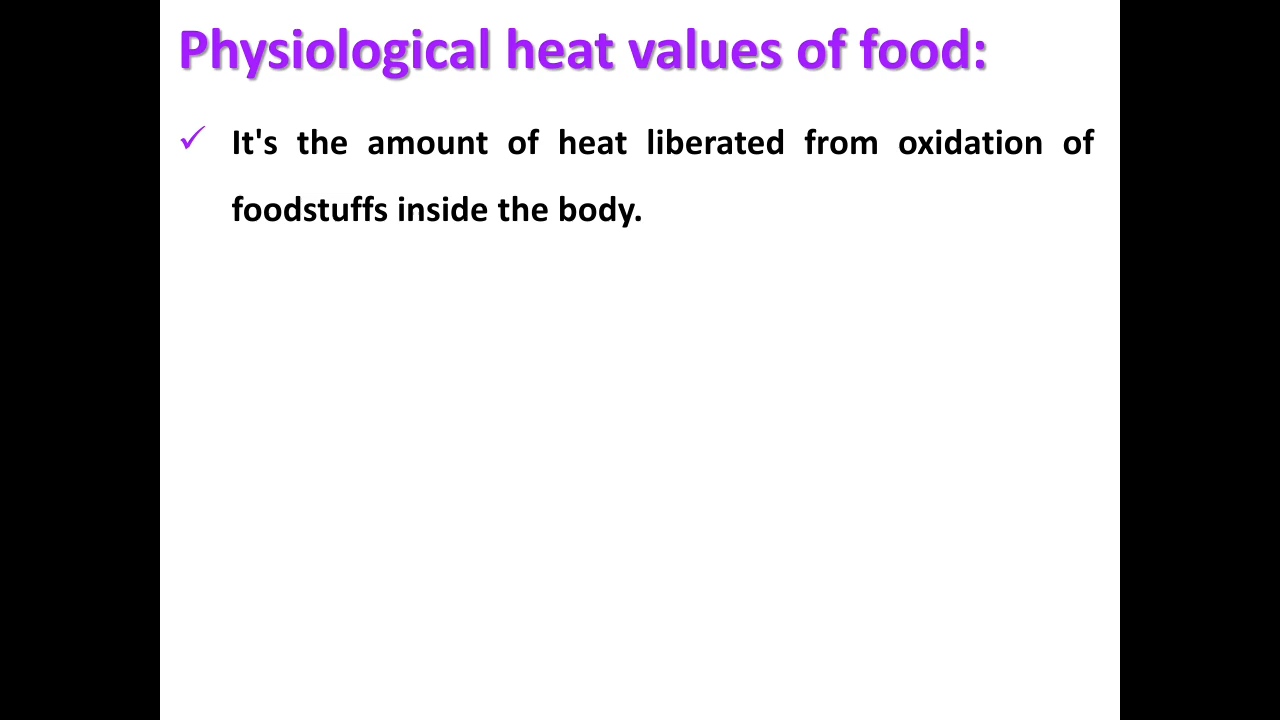 Physiological heat values of food:
✓ It's the amount of heat liberated from oxidation of
foodstuffs inside the body.